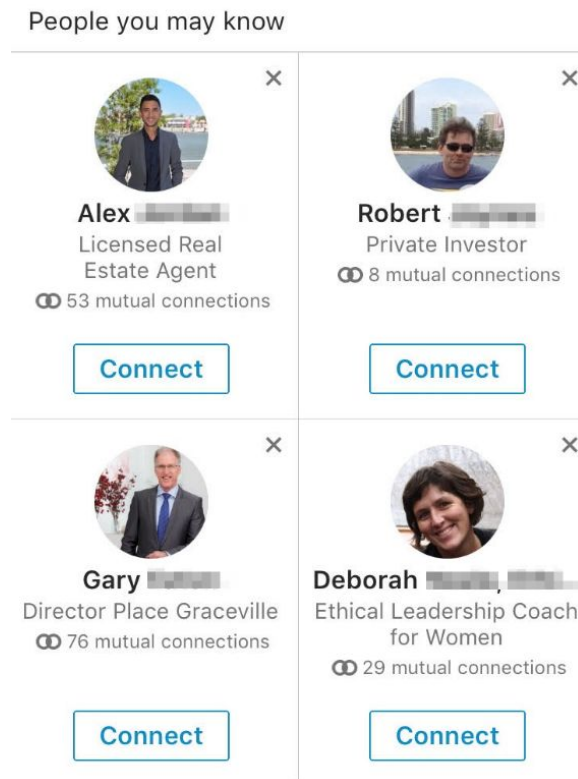 People you may know
Alex
Licensed Real
Estate Agent
53 mutual connections
Connect
Robert
Private Investor
8 mutual connections
Connect
Gary
Director Place Graceville
76 mutual connections
Connect
Deborah
Ethical Leadership Coach
for Women
29 mutual connections
Connect